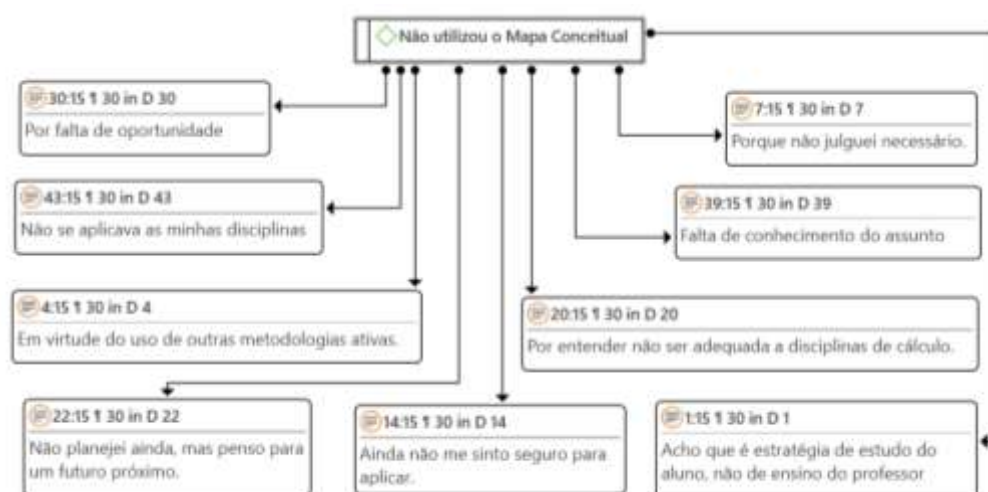 Não utilizou o Mapa Conceitual
30:15 ¶ 30 in D 30
Por falta de oportunidade
7:15 ¶ 30 in D 7
Porque não julguei necessário.
43:15 ¶ 30 in D 43
Não se aplicava as minhas disciplinas
39:15 ¶ 30 in D 39
Falta de conhecimento do assunto
4:15 ¶ 30 in D 4
Em virtude do uso de outras metodologias ativas.
20:15 ¶ 30 in D 20
Por entender não ser adequada a disciplinas de cálculo.
22:15 ¶ 30 in D 22
Não planejei ainda, mas penso para
um futuro próximo.
14:15 ¶ 30 in D 14
Ainda não me sinto seguro para
aplicar.
1:15 ¶ 30 in D 1
Acho que é estratégia de estudo do
aluno, não de ensino do professor